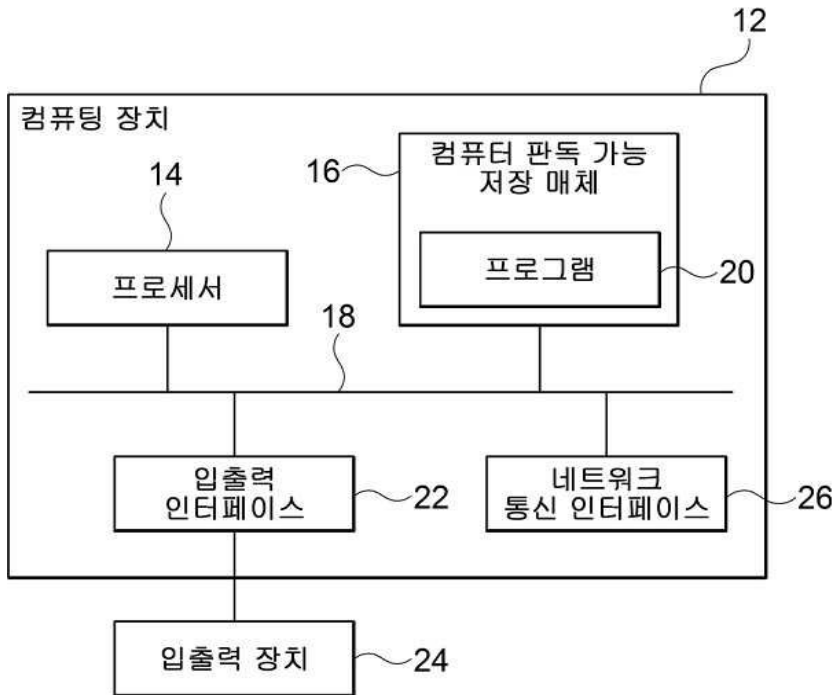 12
컴퓨팅 장치
16
컴퓨터 판독 가능
저장 매체
14
프로세서
프로그램
20
18
입출력
인터페이스
22
네트워크
통신 인터페이스
26
입출력 장치
24